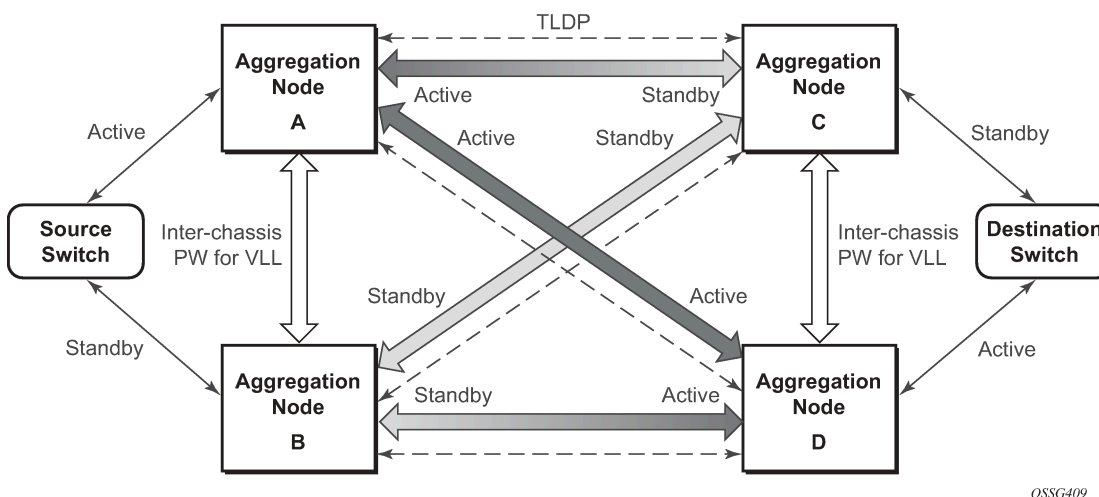 TLDP
Aggregation
Node
A
Aggregation
Node
C
Active
Standby
Active
Standby
Active
Standby
Source
Switch
Inter-chassis
PW for VLL
Inter-chassis
PW for VLL
Destination
Switch
Standby
Active
Standby
Active
Aggregation
Node
B
Standby
Active
Aggregation
Node
D
OSSG409